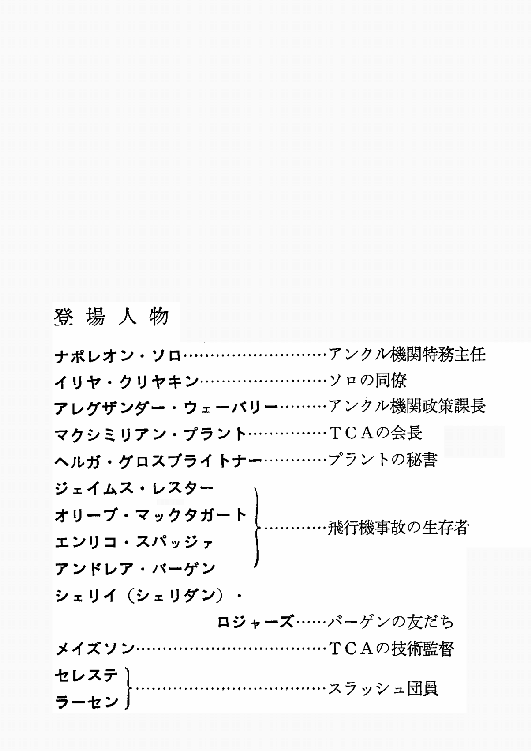 登場人物
ナポレオン・ソロ………………………アンクル機関特務主任
イリヤ・クリヤキン……………………ソロの同僚
アレグザンダー・ウェーバリー………アンクル機関政策課長
マクシミリアン・プラント……………TCAの会長
ヘルガ・グロスブライトナー…………プラントの秘書
ジェイムス・レスター
オリーブ・マックタガート
…………飛行機事故の生存者
エンリコ・スパッジァ
アンドレア・バーゲン
シェリイ(シェリダン)・
ロジャーズ……バーゲンの友だち
メイズソン………………………………TCAの技術監督
セレステ
………………………………スラッシュ団員
ラーセン